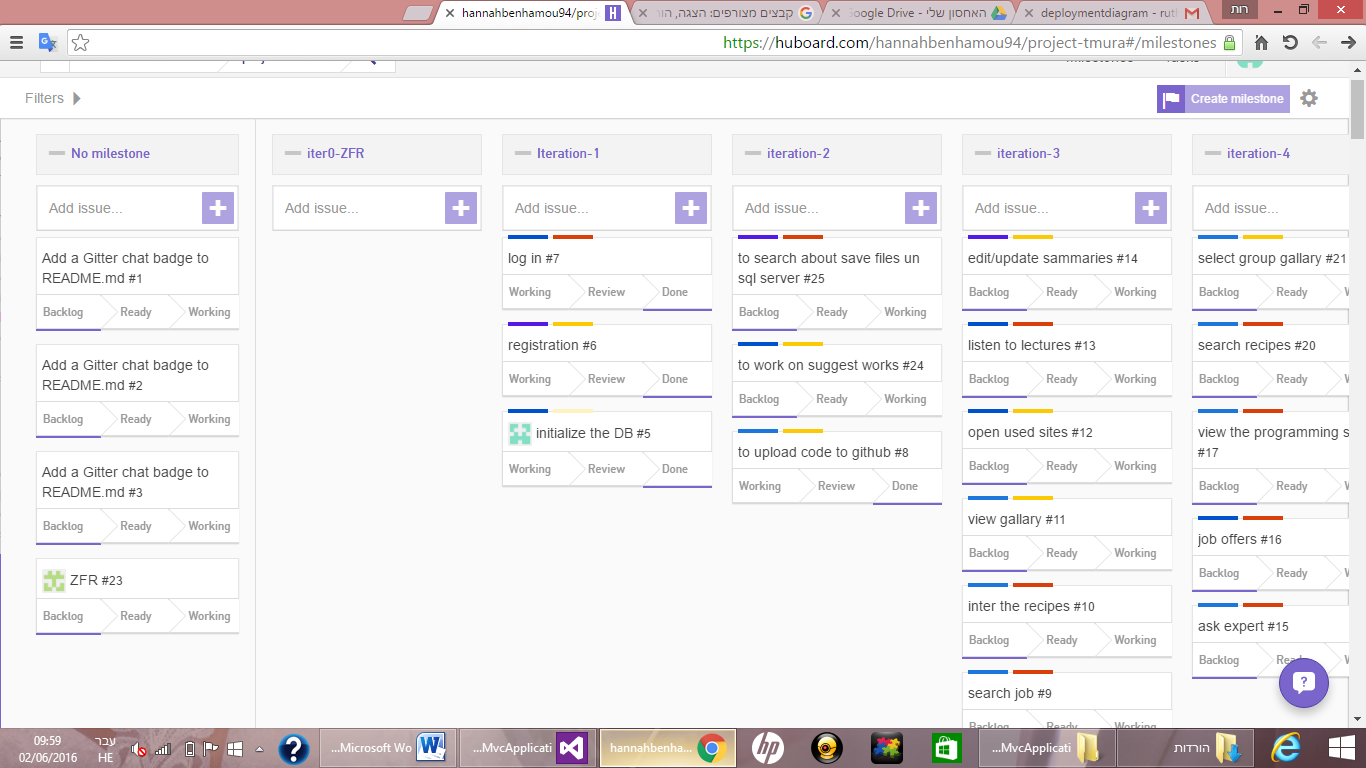 hannahbenhamou94/proj
קבצים מצורפים: הצגה, הור
האחסון שלי - Google Drive
deploymentdiagram - rutl
רות
https://huboard.com/hannahbenhamou94/project-tmura#/milestones
Filters
Create milestone
No milestone
Add issue...
Add a Gitter chat badge to
README.md #1
Backlog Ready Working
Add a Gitter chat badge to
README.md #2
Backlog Ready Working
Add a Gitter chat badge to
README.md #3
Backlog Ready Working
ZFR #23
Backlog Ready Working
iter0-ZFR
Add issue...
Iteration-1
Add issue...
log in #7
Working Review Done
registration #6
Working Review Done
initialize the DB #5
Working Review Done
iteration-2
Add issue...
to search about save files un
sql server #25
Backlog Ready Working
to work on suggest works #24
Backlog Ready Working
to upload code to github #8
Working Review Done
iteration-3
Add issue...
edit/update sammaries #14
Backlog Ready Working
listen to lectures #13
Backlog Ready Working
open used sites #12
Backlog Ready Working
view gallary #11
Backlog Ready Working
inter the recipes #10
Backlog Ready Working
search job #9
Backlog Ready Working
iteration-4
Add issue...
select group gallary #21
Backlog Ready W
search recipes #20
Backlog Ready W
view the programming s
#17
Backlog Ready W
job offers #16
Backlog Ready W
ask expert #15
Backlog Ready W
09:59
02/06/2016
עבר
HE
...Microsoft Wo
...MvcApplicati
hannahbenha...
hp
...MvcApplicati
הורדות